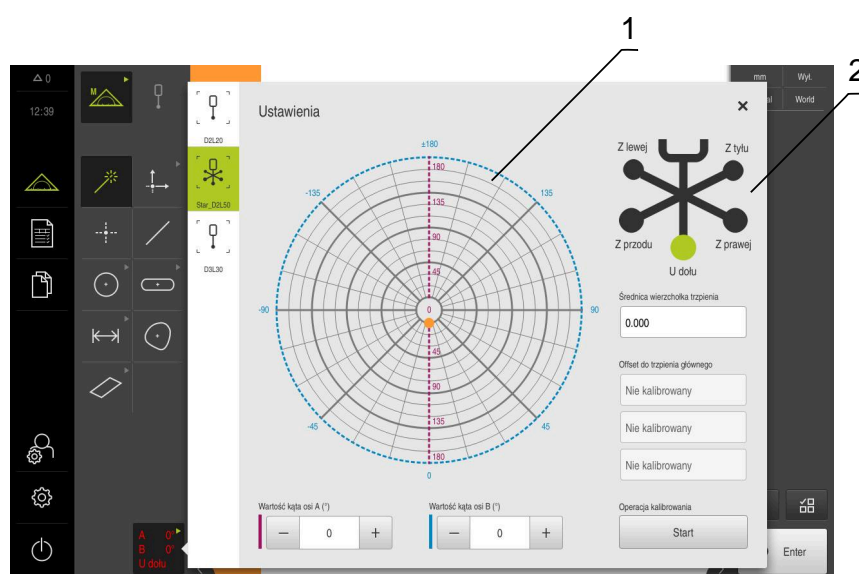 1
2
0
12:39
M
mm
Wył.
al
World
Ustawienia
D2L20
Star_D2L50
D3L30
±180
-135
135
-90
90
-45
45
0
180
135
90
45
0
45
90
135
180
Z lewej
Z tyłu
Z przodu
Z prawej
U dołu
Średnica wierzchołka trzpienia
0.000
Offset do trzpienia głównego
Nie kalibrowany
Nie kalibrowany
Nie kalibrowany
Wartość kąta osi A (°)
Wartość kąta osi B (°)
Operacja kalibrowania
— 0 +
— 0 +
Start
A 0°
B 0°
U dołu
Enter